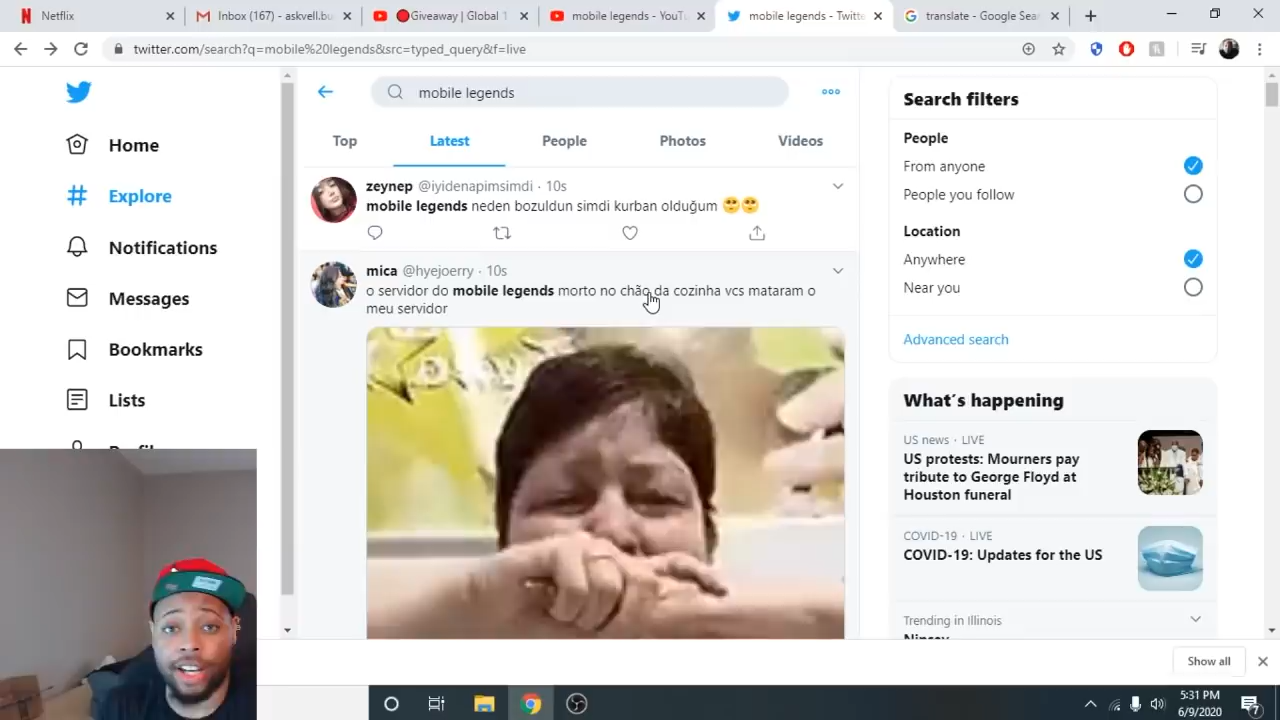 Netflix
Inbox (167) - askvell.bu
Giveaway | Global 1
mobile legends - YouTu
mobile legends - Twitte
translate - Google Sear
twitter.com/search?q=mobile%20legends&src=typed_query&f=live
mobile legends
Top
Latest
People
Photos
Videos
Home
Explore
Notifications
Messages
Bookmarks
Lists
zeynep @iyidenapimsimdi · 10s
mobile legends neden bozuldun simdi kurban olduğum 🥺🥺
mica @hyejoerry · 10s
o servidor do mobile legends morto no chão da cozinha vcs mataram o
meu servidor
Search filters
People
From anyone
People you follow
Location
Anywhere
Near you
Advanced search
What's happening
US news · LIVE
US protests: Mourners pay
tribute to George Floyd at
Houston funeral
COVID-19 · LIVE
COVID-19: Updates for the US
Trending in Illinois
Show all
5:31 PM
6/9/2020
7